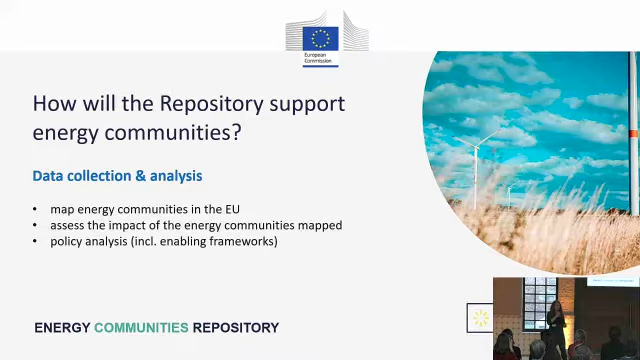 European
Commission
How will the Repository support
energy communities?
Data collection & analysis
• map energy communities in the EU
• assess the impact of the energy communities mapped
• policy analysis (incl. enabling frameworks)
ENERGY COMMUNITIES REPOSITORY